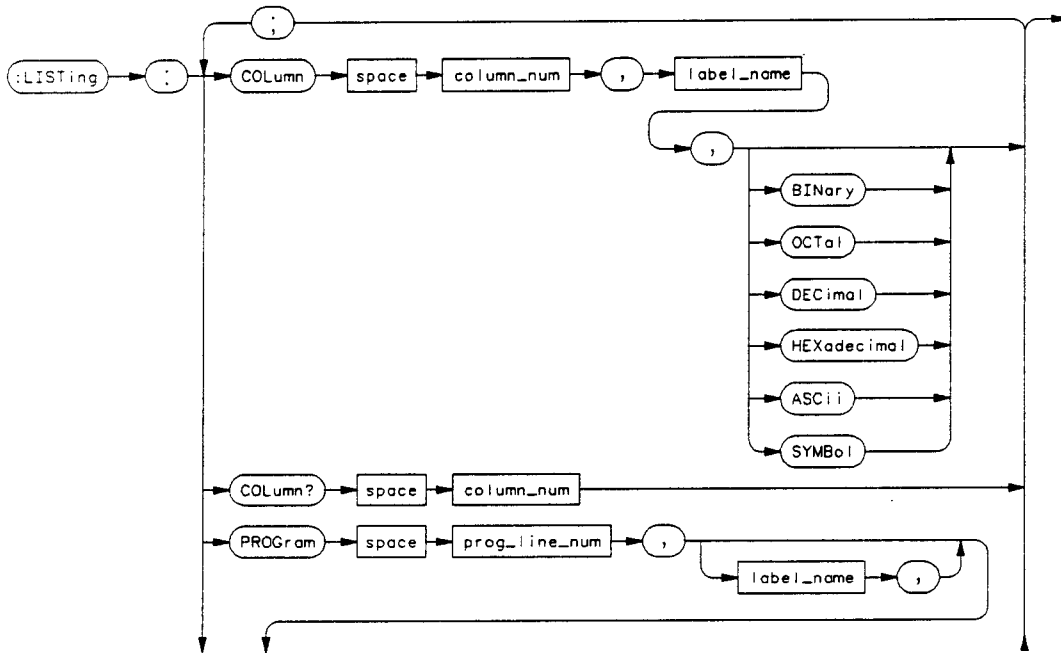 ;
:LISTing : COLumn space column_num , label_name
,
BINary
OCTal
DECimal
HEXadecimal
ASCii
SYMBol
COLumn? space column_num
PROGram space prog_line_num ,
label_name ,